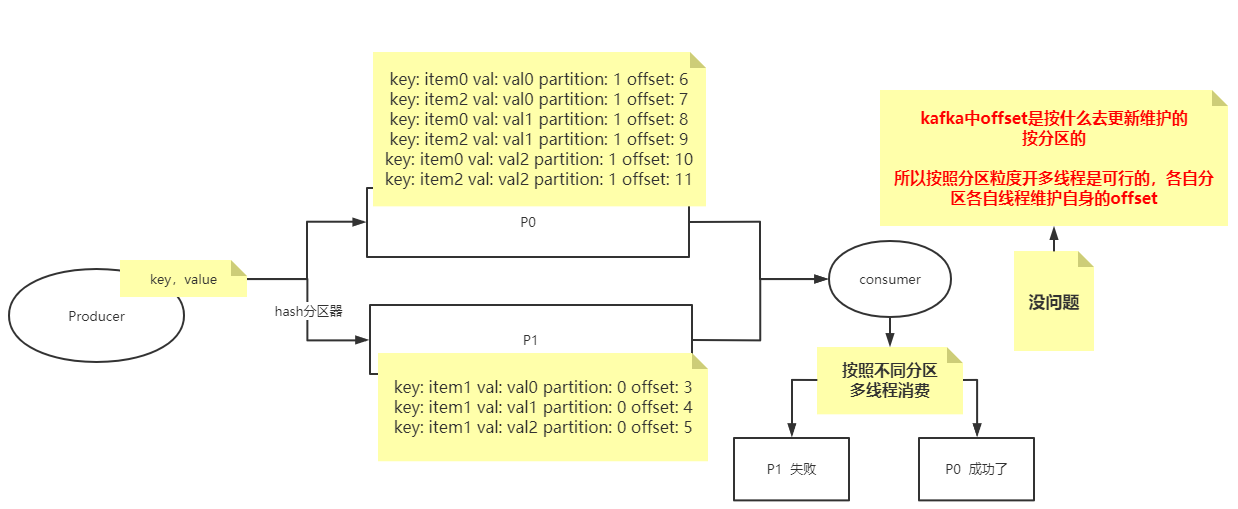 key: item0 val: val0 partition: 1 offset: 6
key: item2 val: val0 partition: 1 offset: 7
key: item0 val: val1 partition: 1 offset: 8
key: item2 val: val1 partition: 1 offset: 9
key: item0 val: val2 partition: 1 offset: 10
key: item2 val: val2 partition: 1 offset: 11
P0
key，value
Producer
hash分区器
P1
key: item1 val: val0 partition: 0 offset: 3
key: item1 val: val1 partition: 0 offset: 4
key: item1 val: val2 partition: 0 offset: 5
consumer
按照不同分区
多线程消费
P1 失败
P0 成功了
kafka中offset是按什么去更新维护的
按分区的
所以按照分区粒度开多线程是可行的，各自分
区各自线程维护自身的offset
没问题